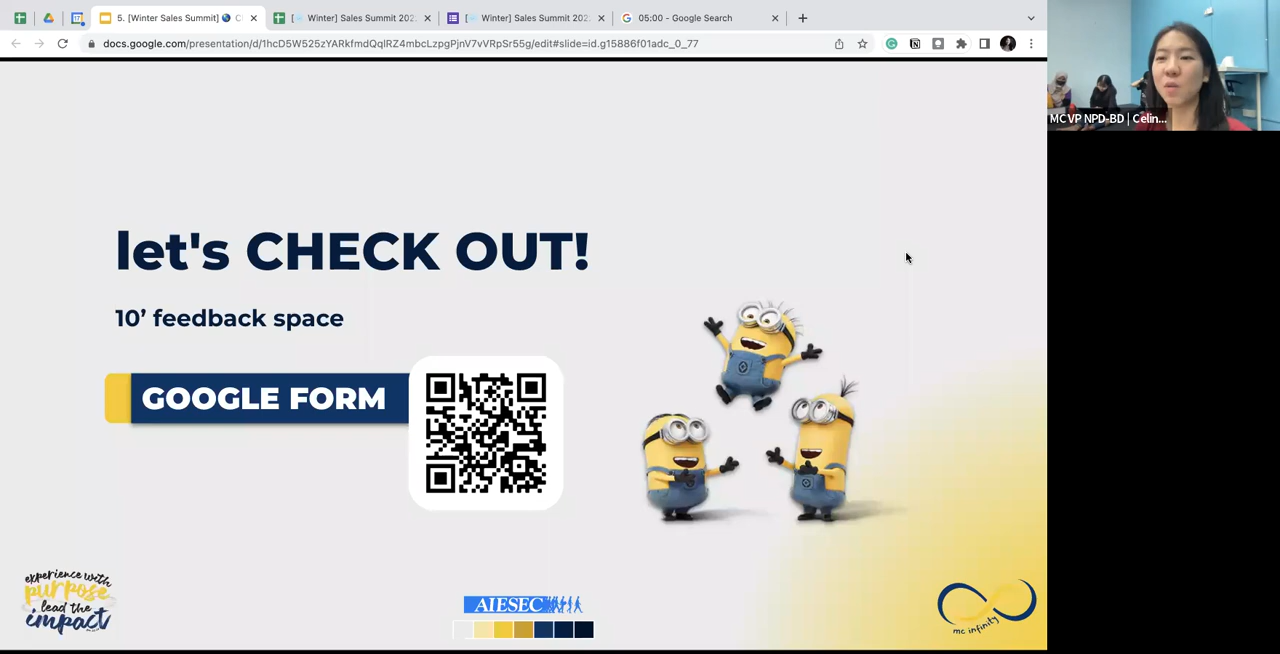 5. [Winter Sales Summit] 🌎 C
[❄️ Winter] Sales Summit 202
[❄️ Winter] Sales Summit 202
05:00 - Google Search
docs.google.com/presentation/d/1hcD5W525zYARkfmdQqIRZ4mbcLzpgPjnV7vVRpSr55g/edit#slide=id.g15886f01adc_0_77
MCVP NPD-BD | Celin...
let's CHECK OUT!
10’ feedback space
GOOGLE FORM
experience with
purpose
lead the
impact
AIESEC
mc infinity